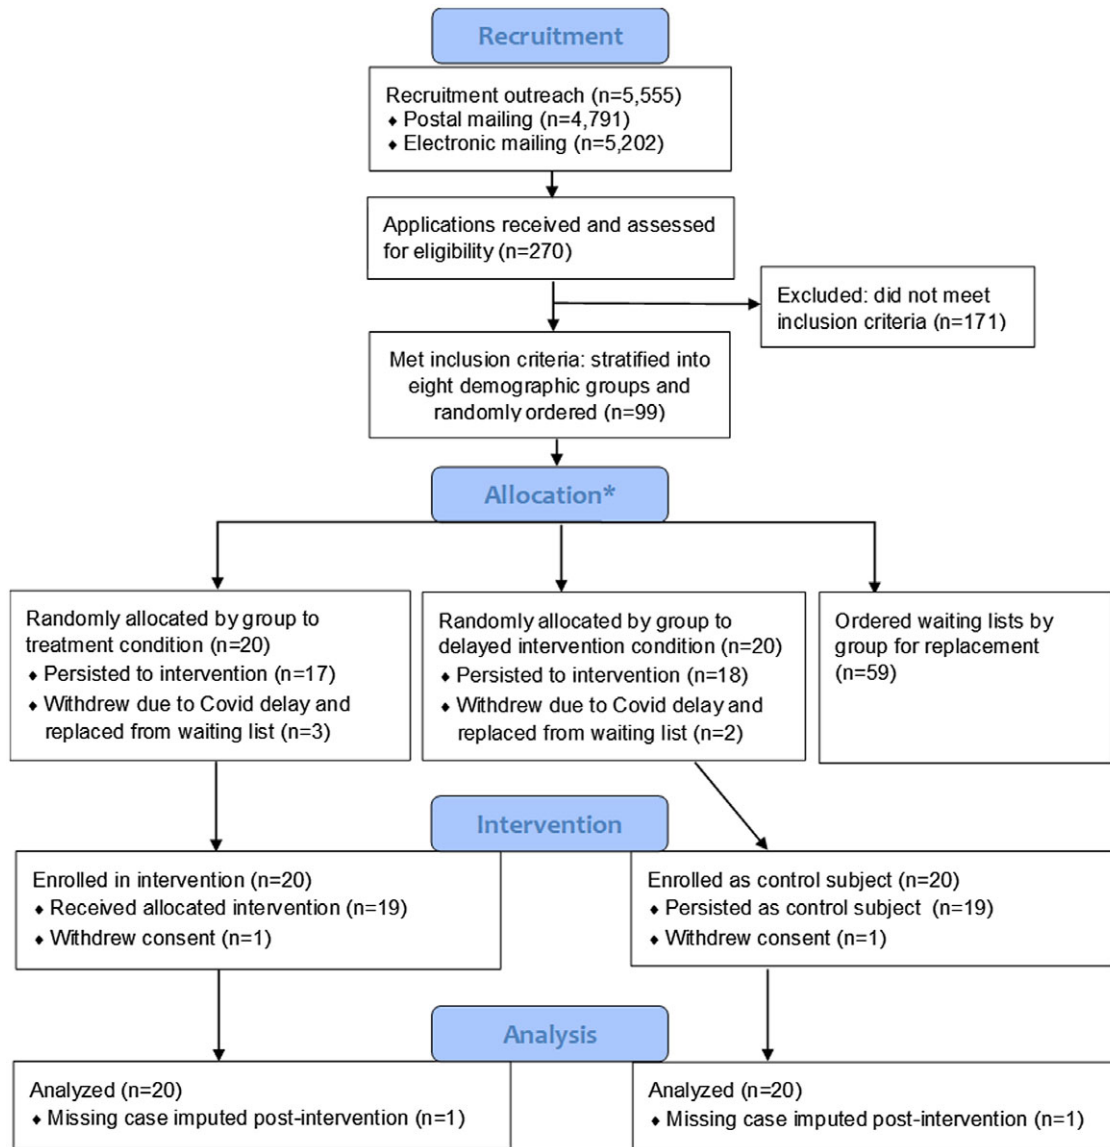 Recruitment
Recruitment outreach (n=5,555)
♦ Postal mailing (n=4,791)
♦ Electronic mailing (n=5,202)
Applications received and assessed
for eligibility (n=270)
Excluded: did not meet
inclusion criteria (n=171)
Met inclusion criteria: stratified into
eight demographic groups and
randomly ordered (n=99)
Allocation*
Randomly allocated by group to
treatment condition (n=20)
♦ Persisted to intervention (n=17)
♦ Withdrew due to Covid delay and
replaced from waiting list (n=3)
Randomly allocated by group to
delayed intervention condition (n=20)
♦ Persisted to intervention (n=18)
♦ Withdrew due to Covid delay and
replaced from waiting list (n=2)
Ordered waiting lists by
group for replacement
(n=59)
Intervention
Enrolled in intervention (n=20)
♦ Received allocated intervention (n=19)
♦ Withdrew consent (n=1)
Enrolled as control subject (n=20)
♦ Persisted as control subject (n=19)
♦ Withdrew consent (n=1)
Analysis
Analyzed (n=20)
♦ Missing case imputed post-intervention (n=1)
Analyzed (n=20)
♦ Missing case imputed post-intervention (n=1)